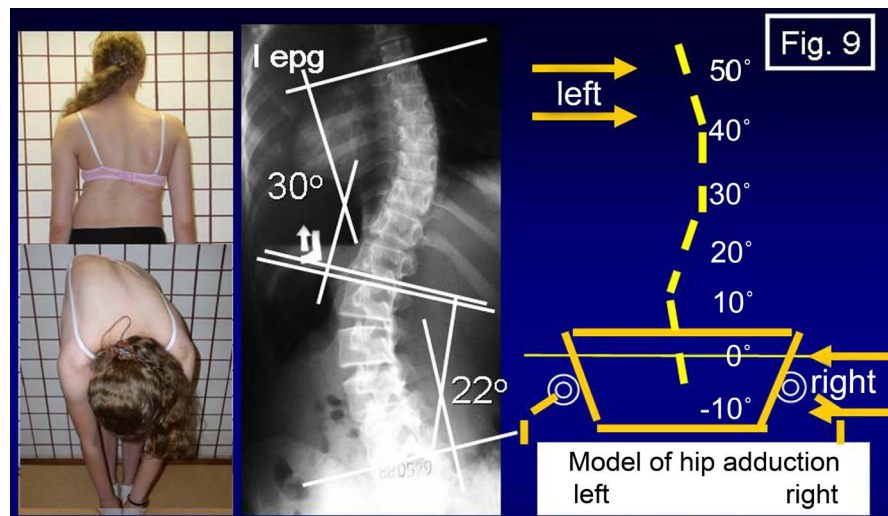 Fig. 9
I epg
30°
22°
880529
left
50°
40°
30°
20°
10°
0°
-10°
right
Model of hip adduction
left right